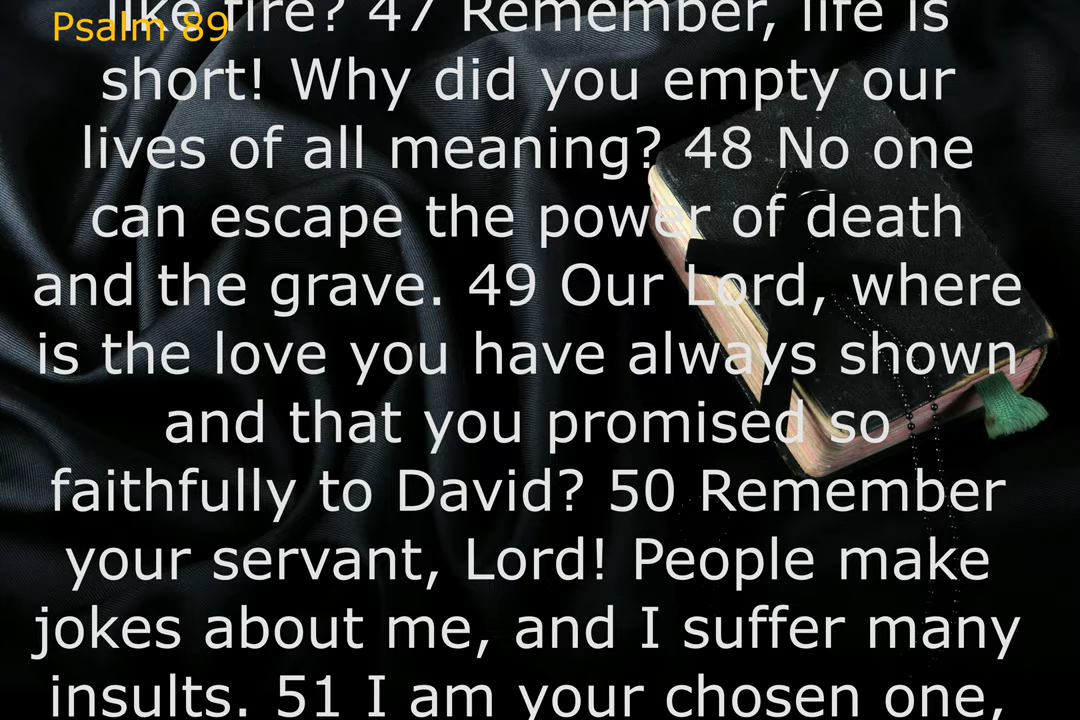 Psalm 89
like fire? 47 Remember, life is
short! Why did you empty our
lives of all meaning? 48 No one
can escape the power of death
and the grave. 49 Our Lord, where
is the love you have always shown
and that you promised so
faithfully to David? 50 Remember
your servant, Lord! People make
jokes about me, and I suffer many
insults. 51 I am your chosen one,